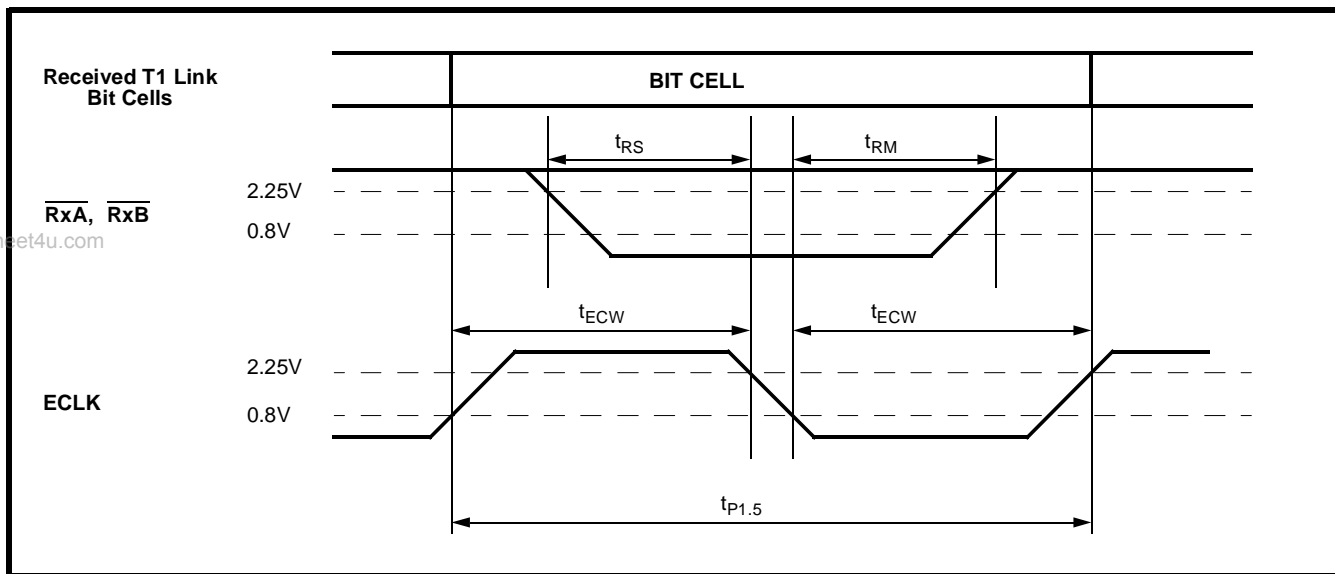 Received T1 Link
Bit Cells
BIT CELL
tRS
tRM
2.25V
RxA, RxB
0.8V
eet4u.com
tECW
tECW
2.25V
ECLK
0.8V
tP1.5